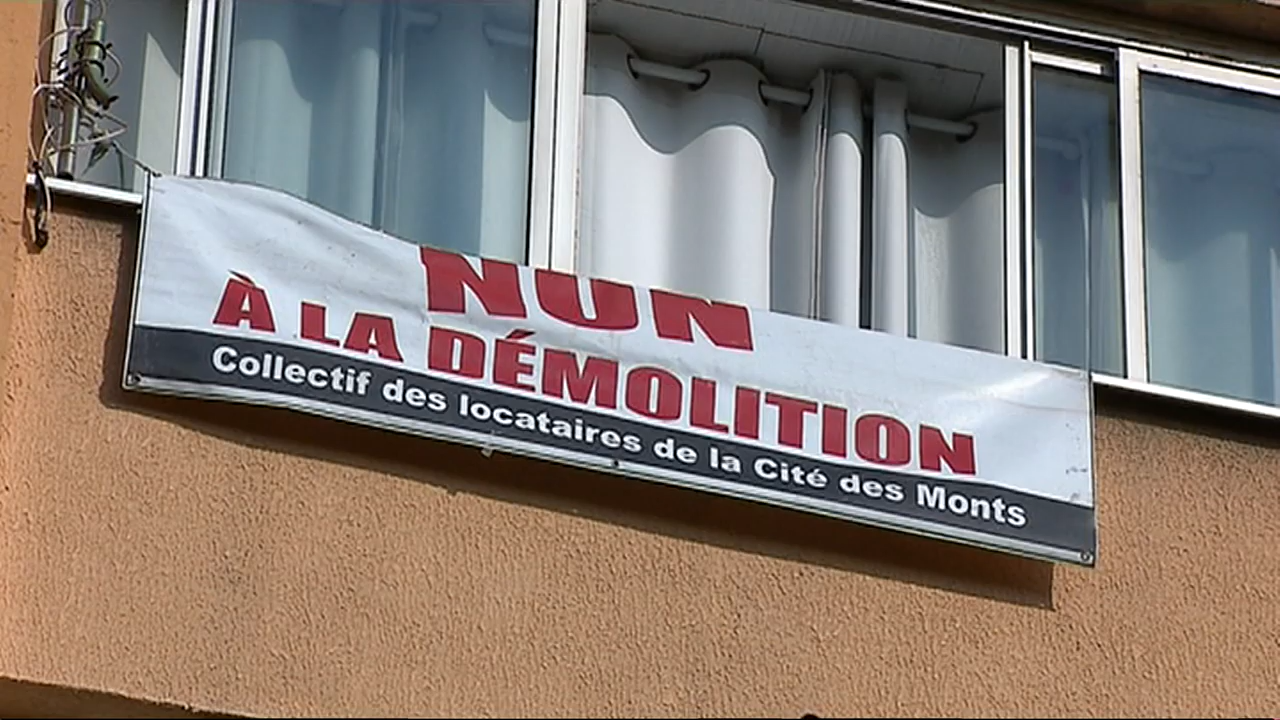 NON
À LA DÉMOLITION
Collectif des locataires de la Cité des Monts